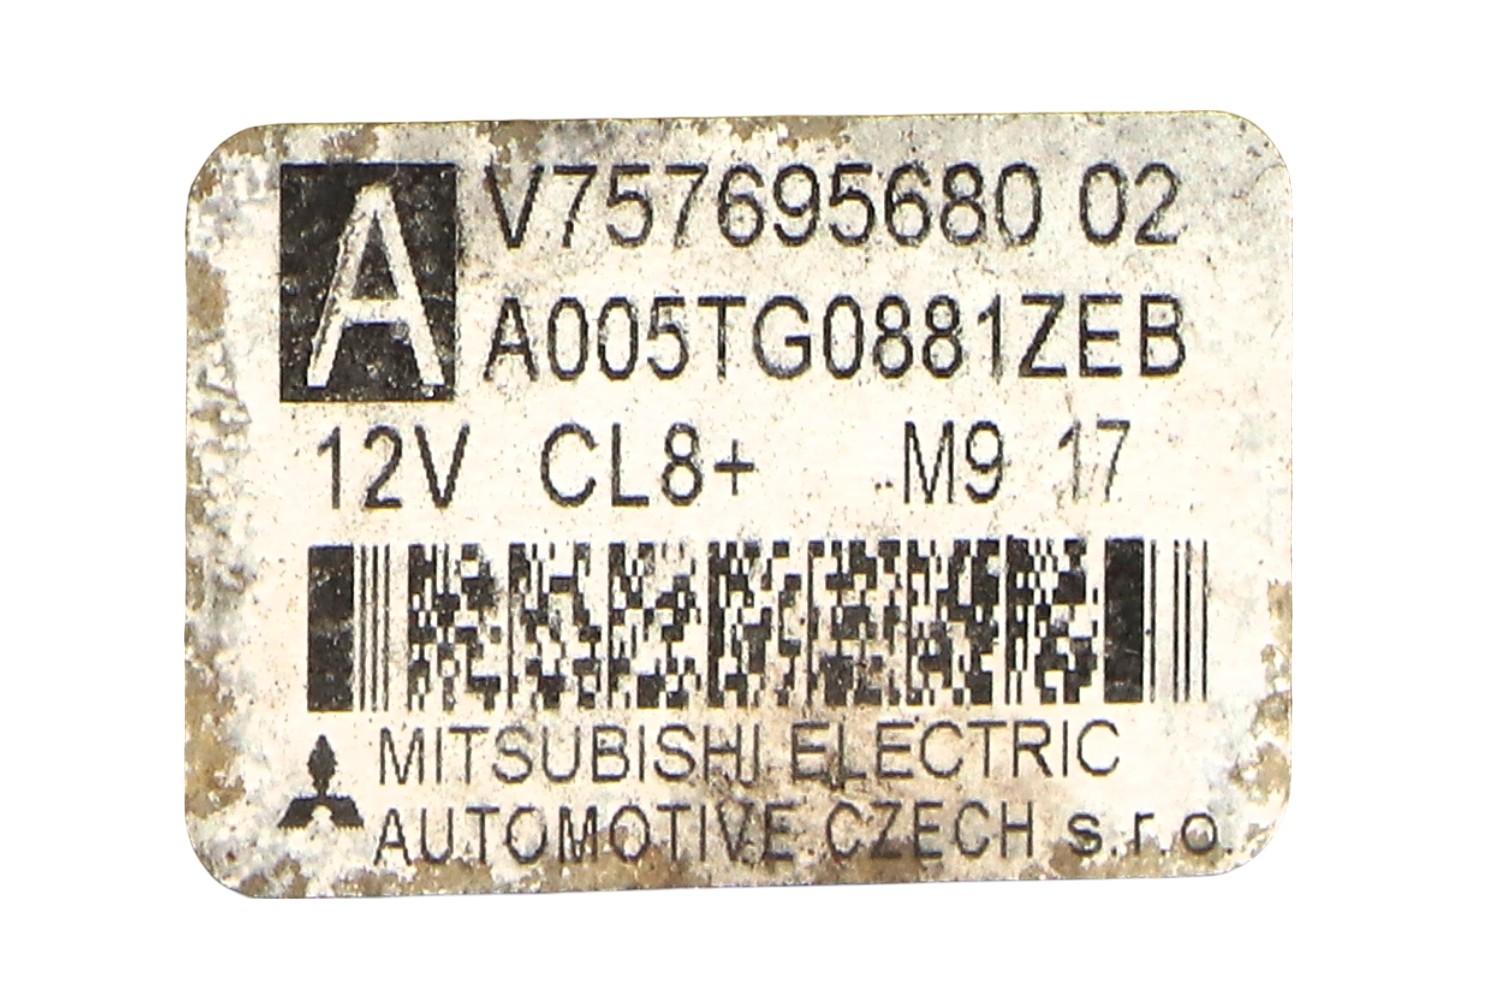 A V757695680 02
A005TG0881ZEB
12V CL8+ M9 17
MITSUBISHI ELECTRIC
AUTOMOTIVE CZECH s.r.o.